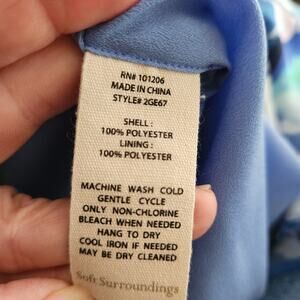 RN# 101206
MADE IN CHINA
STYLE# 2GE67
SHELL:
100% POLYESTER
LINING:
100% POLYESTER
MACHINE WASH COLD
GENTLE CYCLE
ONLY NON-CHLORINE
BLEACH WHEN NEEDED
HANG TO DRY
COOL IRON IF NEEDED
MAY BE DRY CLEANED
Soft Surroundings